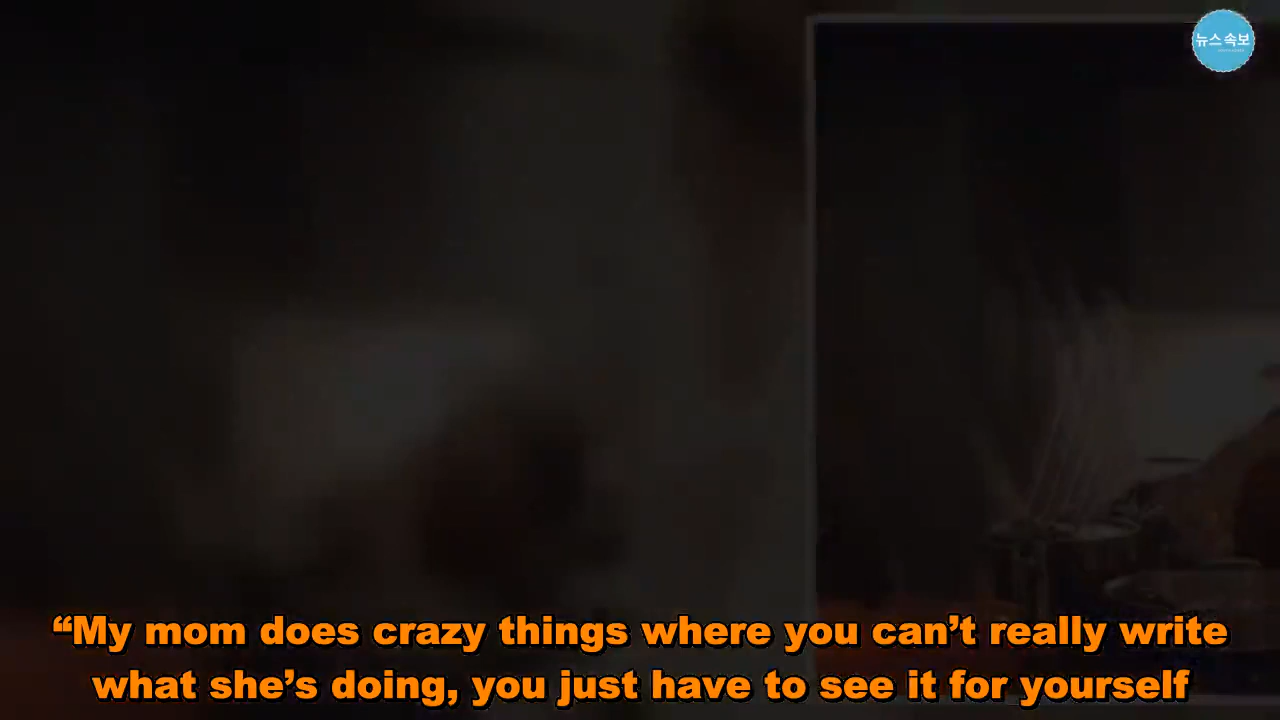 뉴스속보
“My mom does crazy things where you can’t really write
what she’s doing, you just have to see it for yourself